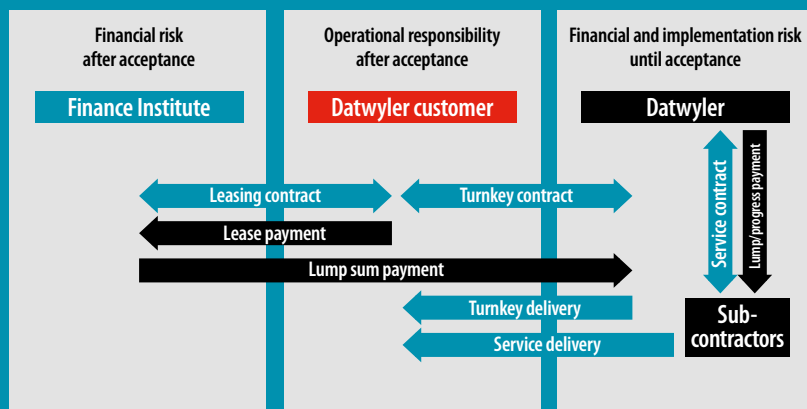 Financial risk
after acceptance
Operational responsibility
after acceptance
Financial and implementation risk
until acceptance
Finance Institute
Datwyler customer
Datwyler
Leasing contract
Turnkey contract
Lease payment
Lump sum payment
Turnkey delivery
Service delivery
Service contract
Lump/progress payment
Sub-
contractors